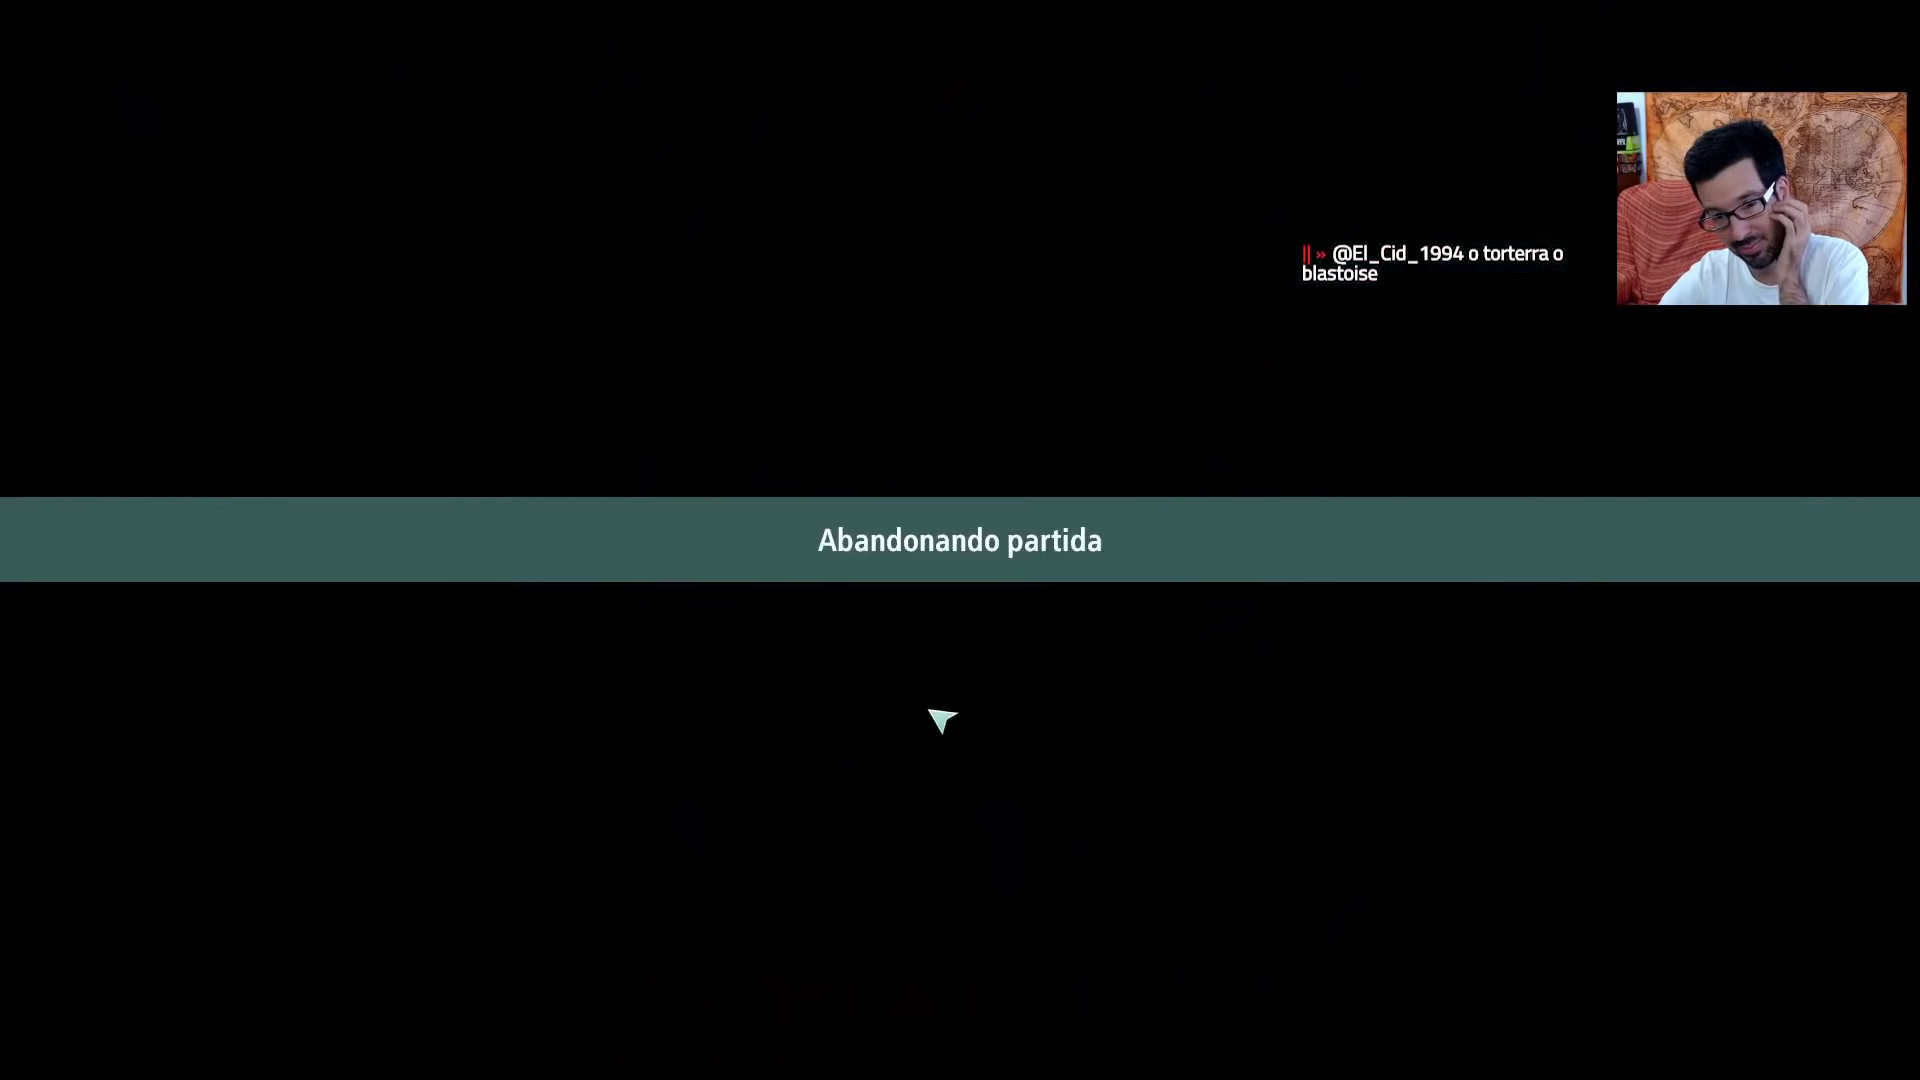 || » @El_Cid_1994 o torterra o
blastoise
Abandonando partida